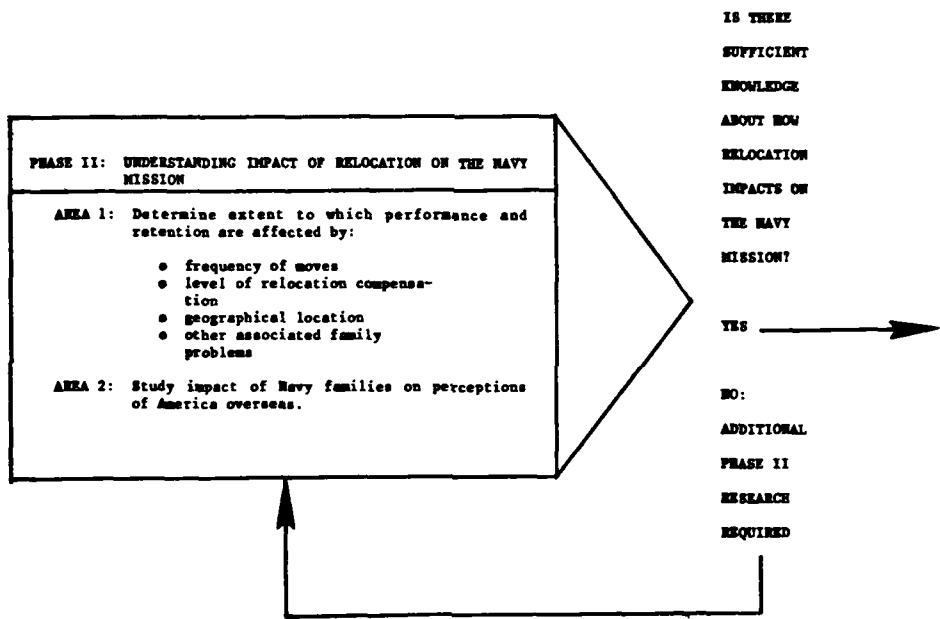 PHASE II: UNDERSTANDING IMPACT OF RELOCATION ON THE NAVY
MISSION
AREA 1: Determine extent to which performance and
retention are affected by:
● frequency of moves
● level of relocation compensa-
tion
● geographical location
● other associated family
problems
AREA 2: Study impact of Navy families on perceptions
of America overseas.
IS THERE
SUFFICIENT
KNOWLEDGE
ABOUT HOW
RELOCATION
IMPACTS ON
THE NAVY
MISSION?
YES
NO:
ADDITIONAL
PHASE II
RESEARCH
REQUIRED